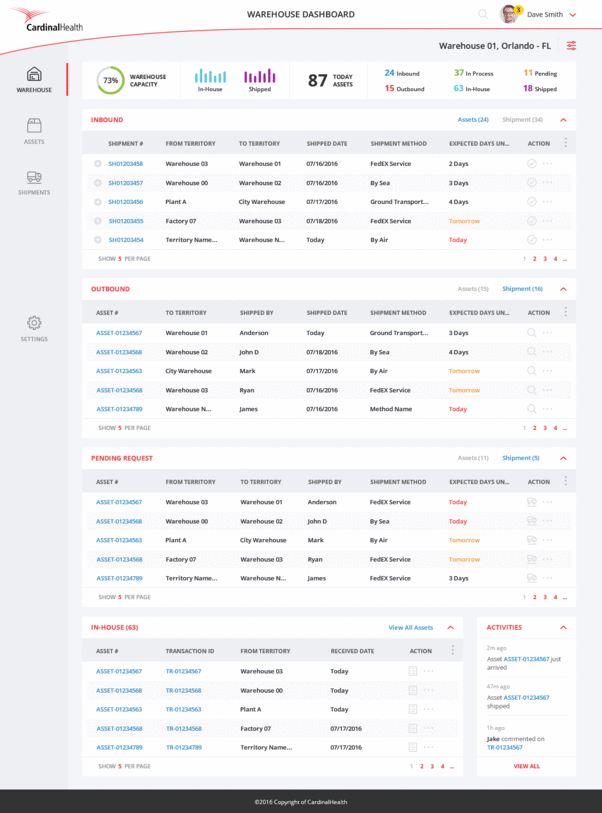 CardinalHealth
WAREHOUSE DASHBOARD
3
Dave Smith
Warehouse 01, Orlando - FL
WAREHOUSE
ASSETS
SHIPMENTS
SETTINGS
73%
WAREHOUSE
CAPACITY
In-House
Shipped
87
TODAY
ASSETS
24 Inbound
37 In Process
11 Pending
15 Outbound
63 In-House
18 Shipped
INBOUND
Assets (24)
Shipment (34)
SHIPMENT # FROM TERRITORY TO TERRITORY SHIPPED DATE SHIPMENT METHOD EXPECTED DAYS UN... ACTION
SH01203458 Warehouse 03 Warehouse 01 07/16/2016 FedEX Service 2 Days
SH01203457 Warehouse 00 Warehouse 02 07/16/2016 By Sea 3 Days
SH01203456 Plant A City Warehouse 07/17/2016 Ground Transport... 4 Days
SH01203455 Factory 07 Warehouse 03 07/18/2016 FedEX Service Tomorrow
SH01203454 Territory Name... Warehouse N... Today By Air Today
SHOW 5 PER PAGE
1 2 3 4 ...
OUTBOUND
Assets (15)
Shipment (16)
ASSET # TO TERRITORY SHIPPED BY SHIPPED DATE SHIPMENT METHOD EXPECTED DAYS UN... ACTION
ASSET-01234567 Warehouse 01 Anderson Today Ground Transport... 3 Days
ASSET-01234568 Warehouse 02 John D 07/18/2016 By Sea 4 Days
ASSET-01234563 City Warehouse Mark 07/17/2016 By Air Tomorrow
ASSET-01234568 Warehouse 03 Ryan 07/16/2016 FedEX Service Tomorrow
ASSET-01234789 Warehouse N... James 07/16/2016 Method Name Today
SHOW 5 PER PAGE
1 2 3 4 ...
PENDING REQUEST
Assets (11)
Shipment (5)
ASSET # FROM TERRITORY TO TERRITORY SHIPPED BY SHIPMENT METHOD EXPECTED DAYS UN... ACTION
ASSET-01234567 Warehouse 03 Warehouse 01 Anderson FedEX Service Today
ASSET-01234568 Warehouse 00 Warehouse 02 John D By Sea Today
ASSET-01234563 Plant A City Warehouse Mark By Air Tomorrow
ASSET-01234568 Factory 07 Warehouse 03 Ryan FedEX Service Tomorrow
ASSET-01234789 Territory Name... Warehouse N... James FedEX Service 3 Days
SHOW 5 PER PAGE
1 2 3 4 ...
IN-HOUSE (63)
View All Assets
ASSET # TRANSACTION ID FROM TERRITORY RECEIVED DATE ACTION
ASSET-01234567 TR-01234567 Warehouse 03 Today
ASSET-01234568 TR-01234568 Warehouse 00 Today
ASSET-01234563 TR-01234563 Plant A Today
ASSET-01234568 TR-01234568 Factory 07 07/17/2016
ASSET-01234789 TR-01234789 Territory Name... 07/17/2016
SHOW 5 PER PAGE
1 2 3 4 ...
ACTIVITIES
2m ago
Asset ASSET-01234567 just
arrived
47m ago
Asset ASSET-01234567
shipped
1h ago
Jake commented on
TR-01234567
VIEW ALL
©2016 Copyright of CardinalHealth